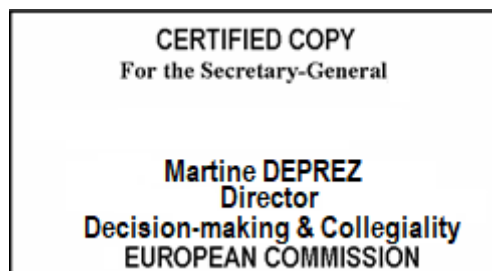 CERTIFIED COPY
For the Secretary-General
Martine DEPREZ
Director
Decision-making & Collegiality
EUROPEAN COMMISSION